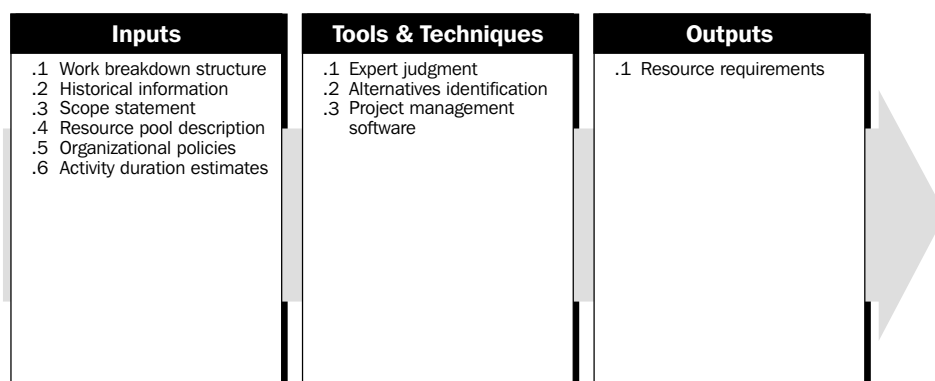 Inputs
.1 Work breakdown structure
.2 Historical information
.3 Scope statement
.4 Resource pool description
.5 Organizational policies
.6 Activity duration estimates
Tools & Techniques
.1 Expert judgment
.2 Alternatives identification
.3 Project management
software
Outputs
.1 Resource requirements